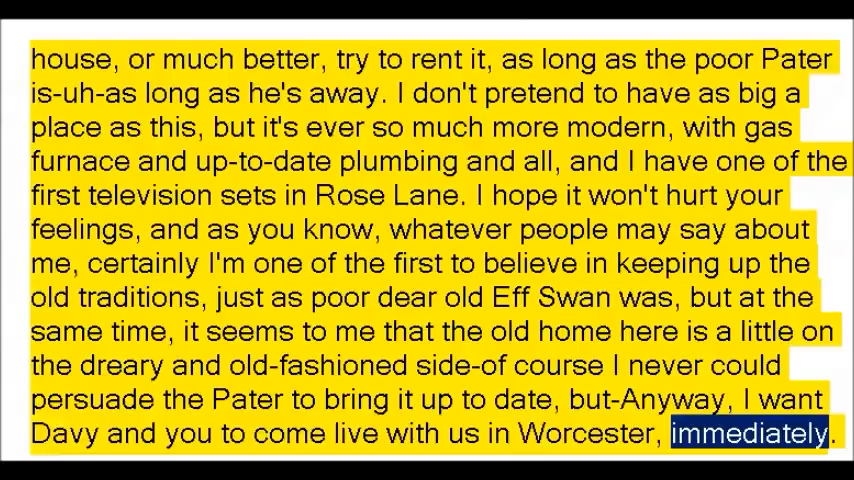 house, or much better, try to rent it, as long as the poor Pater
is-uh-as long as he's away. I don't pretend to have as big a
place as this, but it's ever so much more modern, with gas
furnace and up-to-date plumbing and all, and I have one of the
first television sets in Rose Lane. I hope it won't hurt your
feelings, and as you know, whatever people may say about
me, certainly I'm one of the first to believe in keeping up the
old traditions, just as poor dear old Eff Swan was, but at the
same time, it seems to me that the old home here is a little on
the dreary and old-fashioned side-of course I never could
persuade the Pater to bring it up to date, but-Anyway, I want
Davy and you to come live with us in Worcester, immediately.